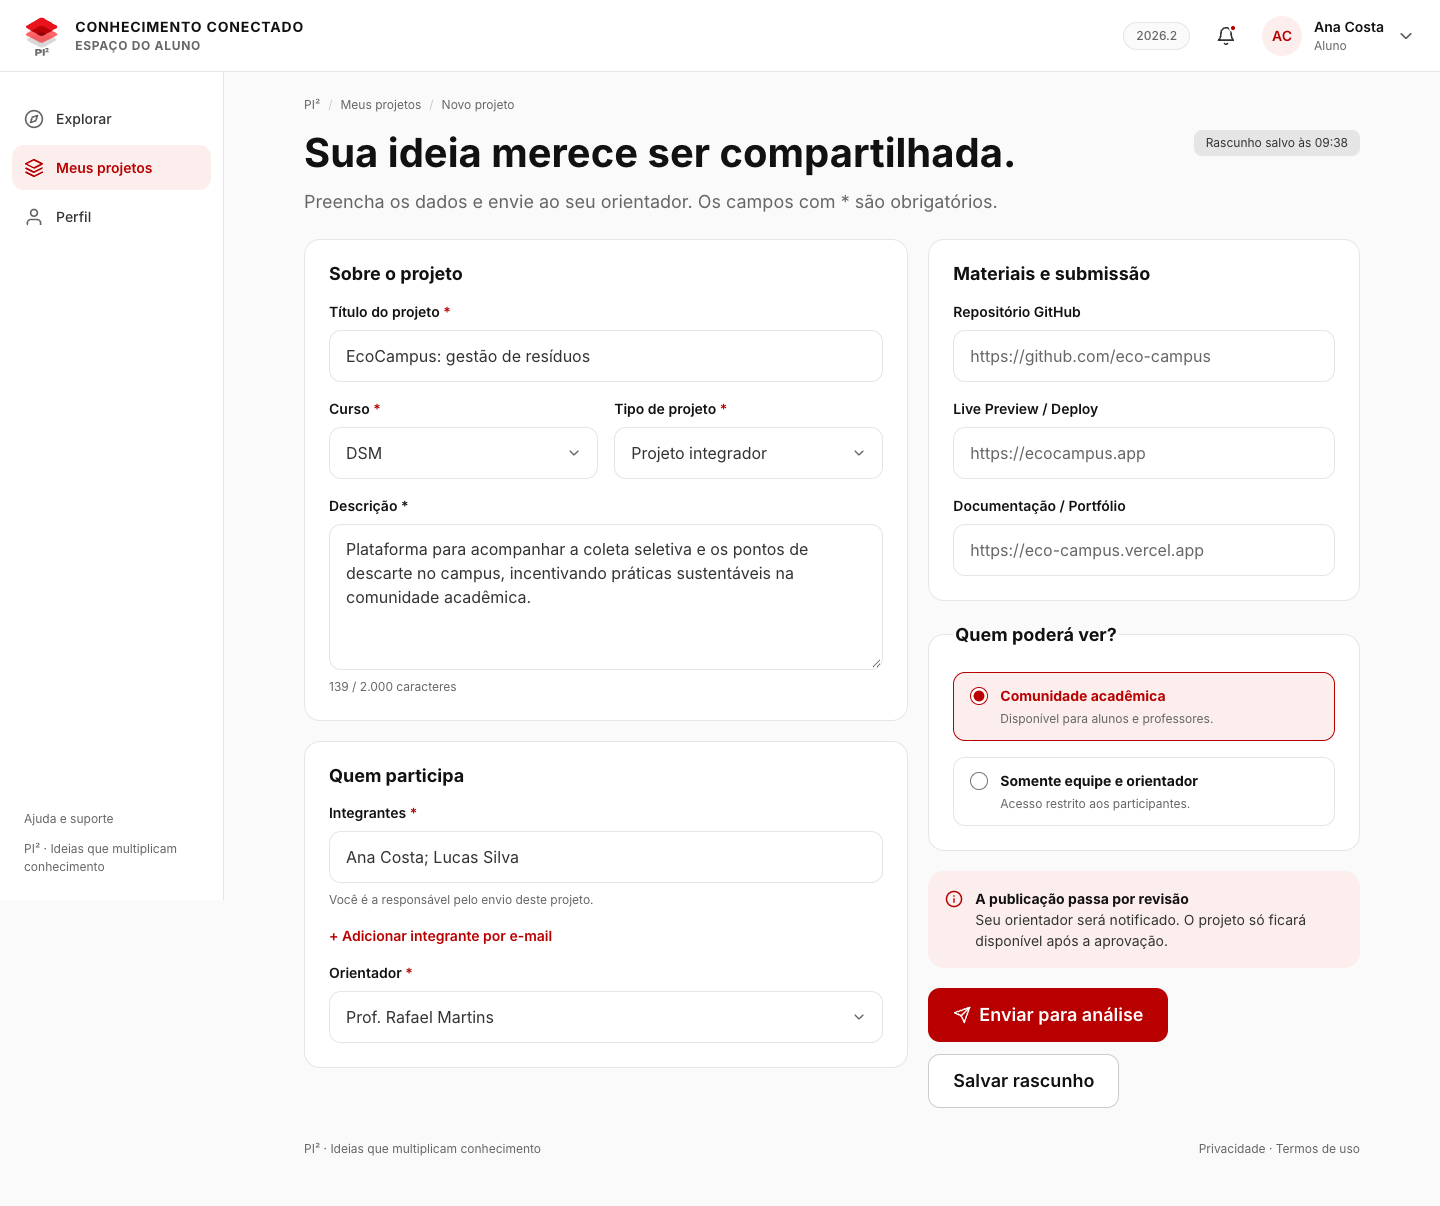 PI²
CONHECIMENTO CONECTADO
ESPAÇO DO ALUNO
2026.2
AC
Ana Costa
Aluno
Explorar
Meus projetos
Perfil
Ajuda e suporte
PI² · Ideias que multiplicam
conhecimento
PI² / Meus projetos / Novo projeto
Sua ideia merece ser compartilhada.
Rascunho salvo às 09:38
Preencha os dados e envie ao seu orientador. Os campos com * são obrigatórios.
Sobre o projeto
Título do projeto *
EcoCampus: gestão de resíduos
Curso *
Tipo de projeto *
DSM
Projeto integrador
Descrição *
Plataforma para acompanhar a coleta seletiva e os pontos de
descarte no campus, incentivando práticas sustentáveis na
comunidade acadêmica.
139 / 2.000 caracteres
Quem participa
Integrantes *
Ana Costa; Lucas Silva
Você é a responsável pelo envio deste projeto.
+ Adicionar integrante por e-mail
Orientador *
Prof. Rafael Martins
Materiais e submissão
Repositório GitHub
https://github.com/eco-campus
Live Preview / Deploy
https://ecocampus.app
Documentação / Portfólio
https://eco-campus.vercel.app
Quem poderá ver?
Comunidade acadêmica
Disponível para alunos e professores.
Somente equipe e orientador
Acesso restrito aos participantes.
A publicação passa por revisão
Seu orientador será notificado. O projeto só ficará
disponível após a aprovação.
Enviar para análise
Salvar rascunho
PI² · Ideias que multiplicam conhecimento
Privacidade · Termos de uso